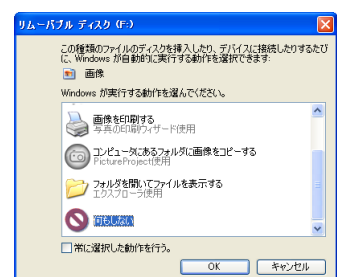 リムーバブル ディスク (F:)
この種類のファイルのディスクを挿入したり、デバイスに接続したりするたび
に、Windows が自動的に実行する動作を選択できます:
画像
Windows が実行する動作を選んでください。
画像を印刷する
写真の印刷ウィザード使用
コンピュータにあるフォルダに画像をコピーする
PictureProject使用
フォルダを開いてファイルを表示する
エクスプローラ使用
何もしない
常に選択した動作を行う。
OK
キャンセル